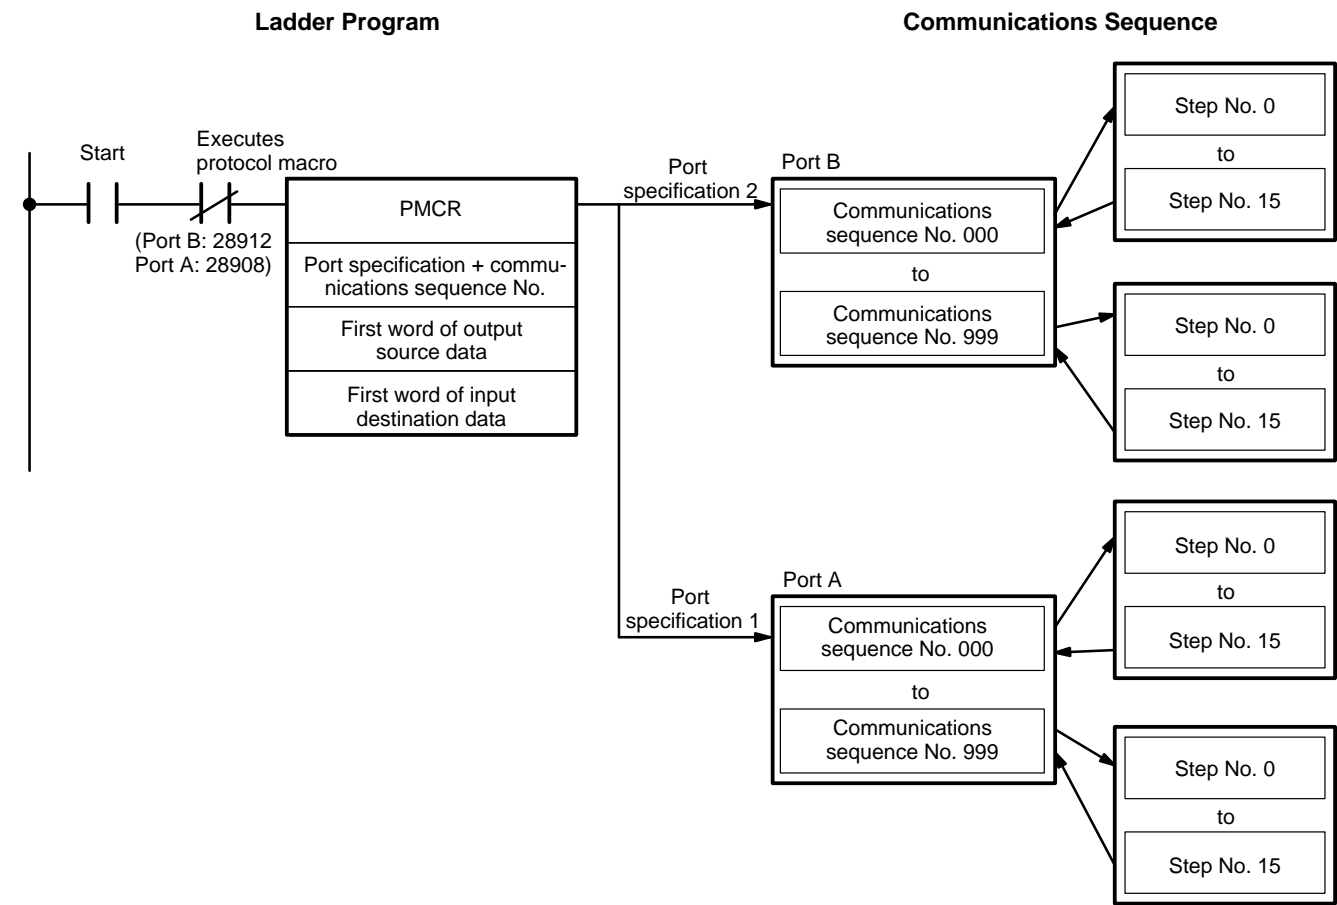 Ladder Program
Communications Sequence
Start
Executes
protocol macro
(Port B: 28912
Port A: 28908)
PMCR
Port specification + commu-
nications sequence No.
First word of output
source data
First word of input
destination data
Port
specification 2
Port B
Communications
sequence No. 000
to
Communications
sequence No. 999
Step No. 0
to
Step No. 15
Step No. 0
to
Step No. 15
Port
specification 1
Port A
Communications
sequence No. 000
to
Communications
sequence No. 999
Step No. 0
to
Step No. 15
Step No. 0
to
Step No. 15